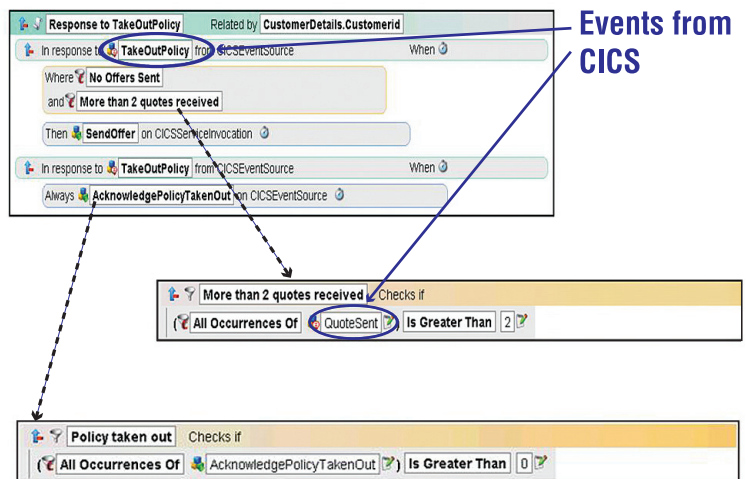 Response to TakeOutPolicy Related by CustomerDetails.Customerid
In response to TakeOutPolicy from CICSEventSource When
Where No Offers Sent
and More than 2 quotes received
Then SendOffer on CICSServiceInvocation
In response to TakeOutPolicy from CICSEventSource When
Always AcknowledgePolicyTakenOut on CICSEventSource
Events from
CICS
More than 2 quotes received Checks if
( All Occurrences Of QuoteSent ) Is Greater Than 2
Policy taken out Checks if
( All Occurrences Of AcknowledgePolicyTakenOut ) Is Greater Than 0